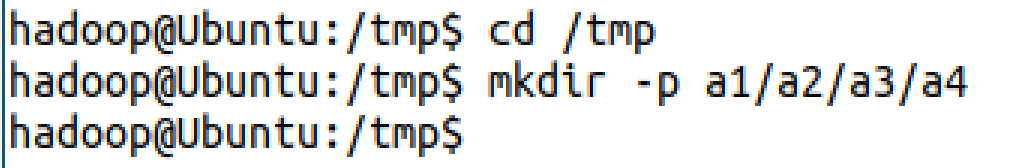 hadoop@Ubuntu:/tmp$ cd /tmp
hadoop@Ubuntu:/tmp$ mkdir -p a1/a2/a3/a4
hadoop@Ubuntu:/tmp$